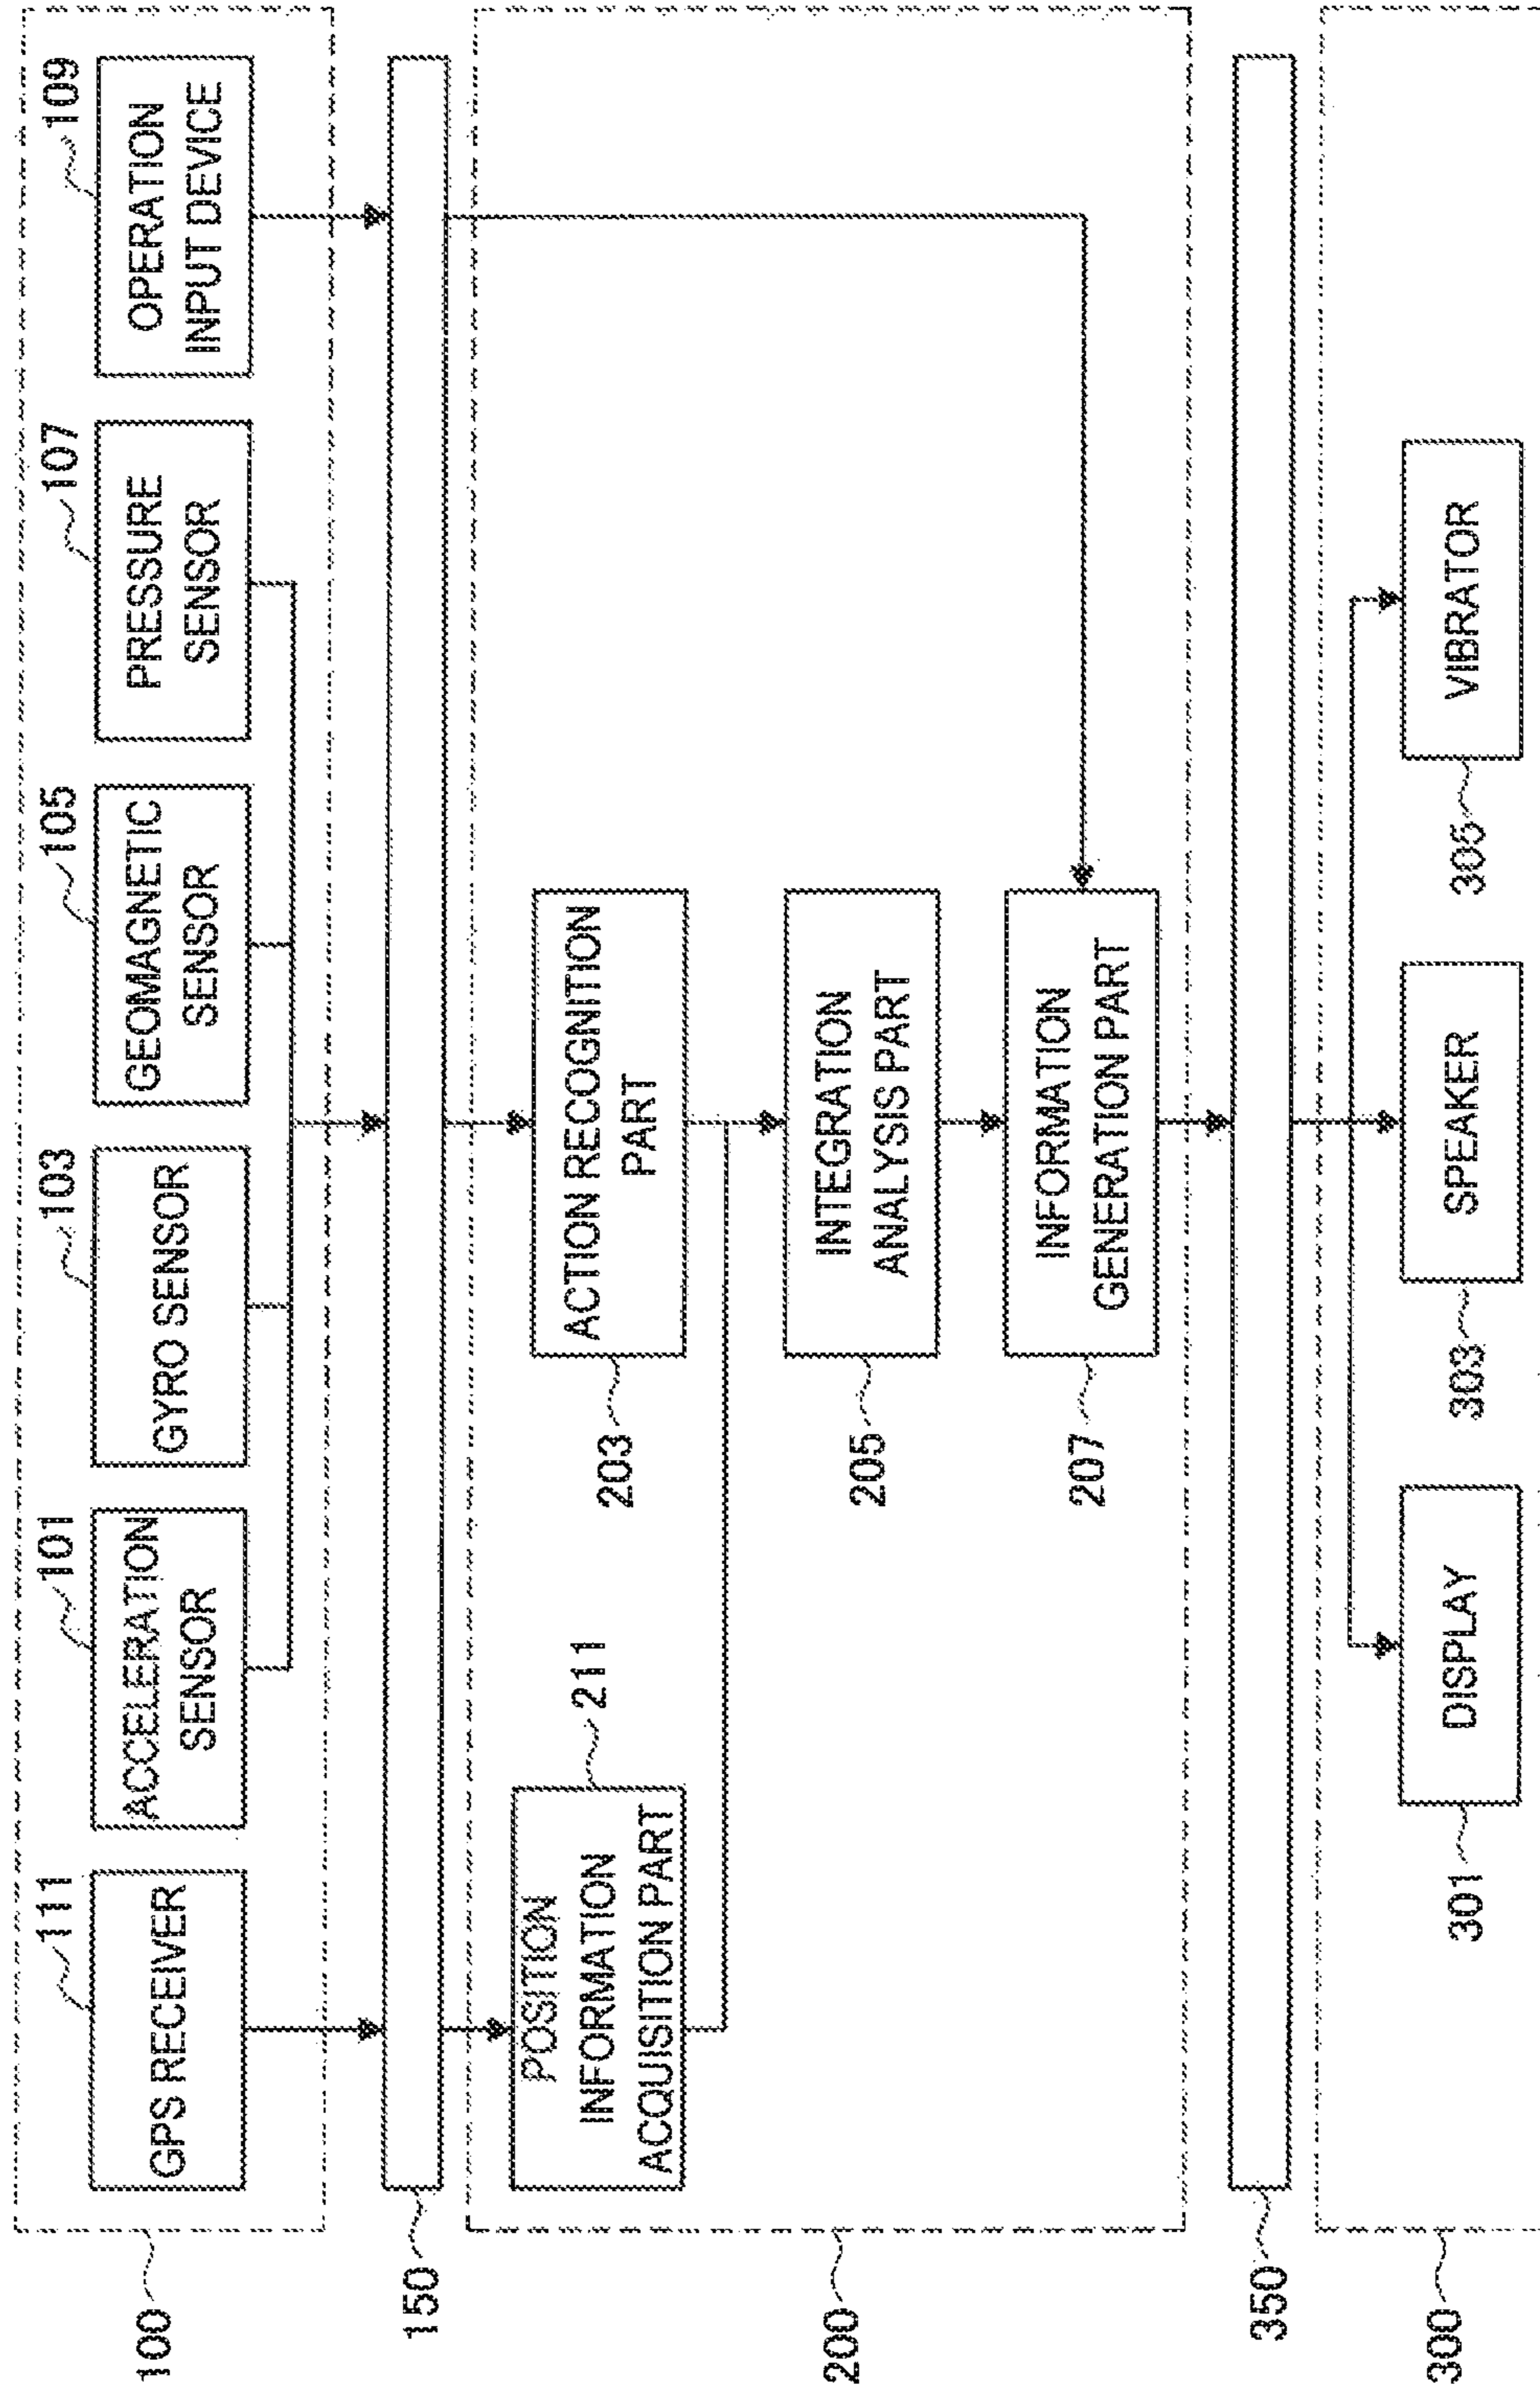 100
111
GPS RECEIVER
101
ACCELERATION
SENSOR
103
GYRO SENSOR
105
GEOMAGNETIC
SENSOR
107
PRESSURE
SENSOR
109
OPERATION
INPUT DEVICE
150
200
POSITION
INFORMATION
ACQUISITION PART
211
ACTION RECOGNITION
PART
203
INTEGRATION
ANALYSIS PART
205
INFORMATION
GENERATION PART
207
350
300
301
DISPLAY
303
SPEAKER
305
VIBRATOR